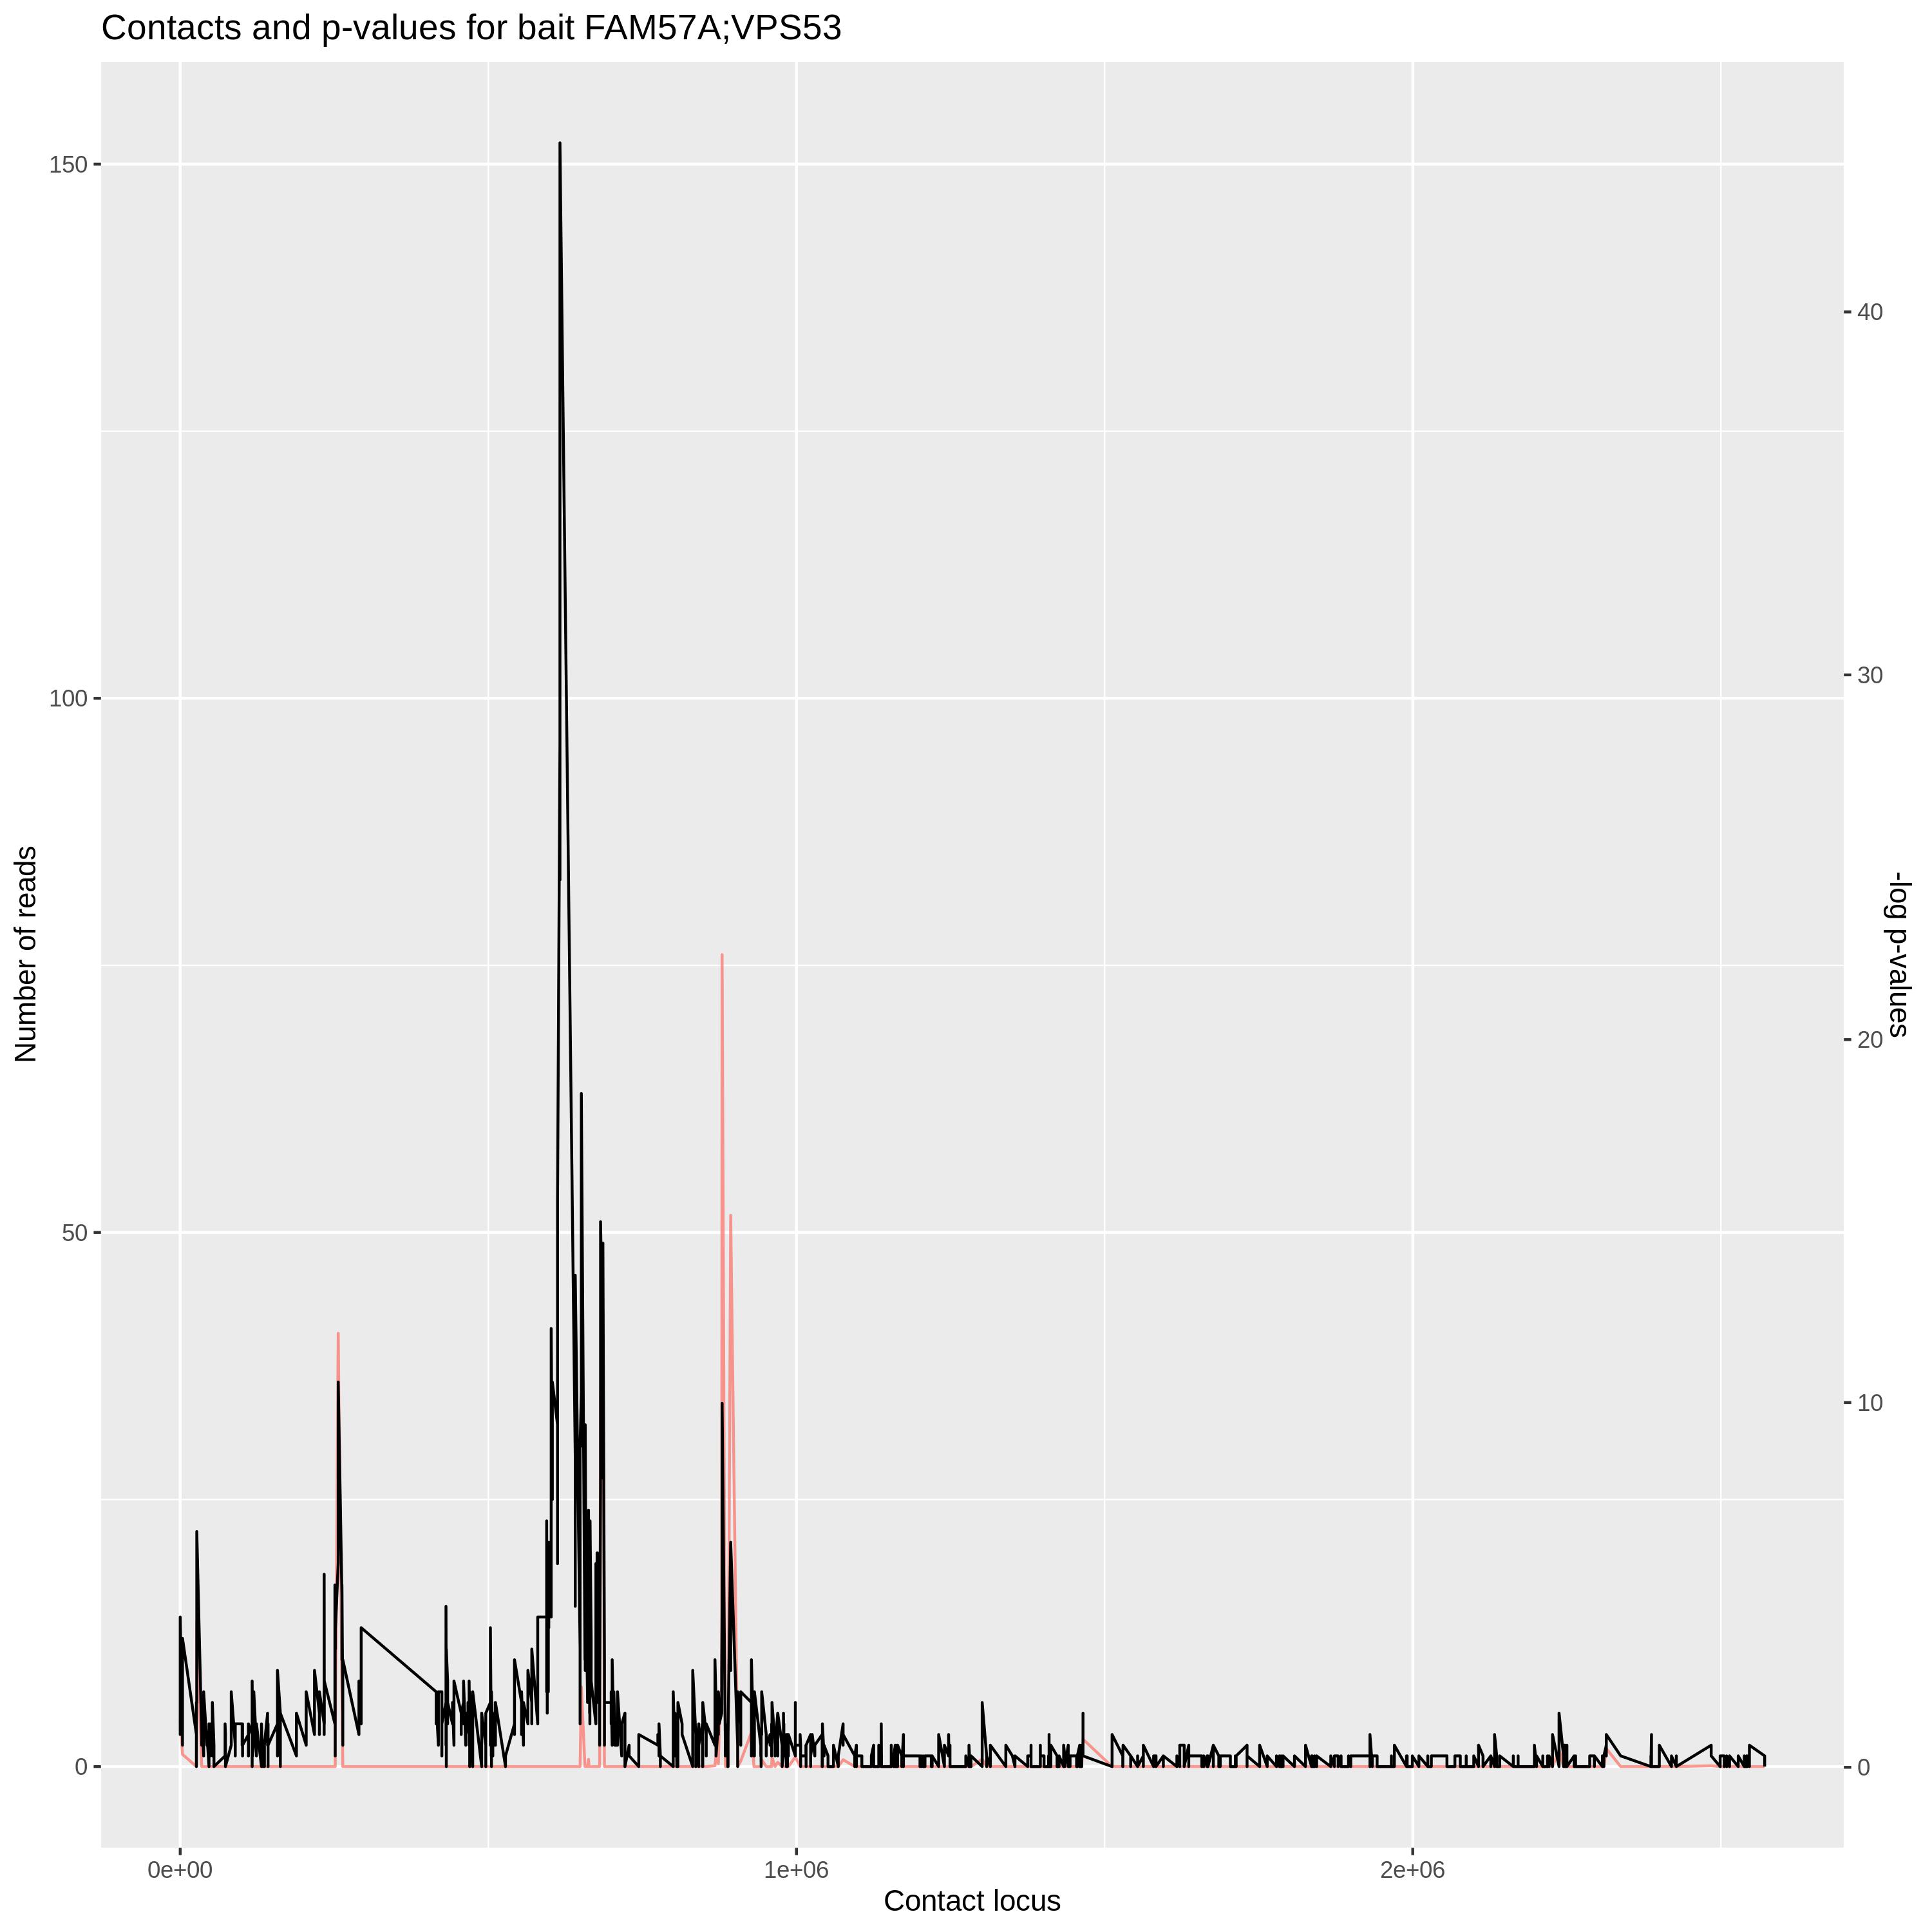 Contacts and p-values for bait FAM57A;VPS53
150
100
50
0
Number of reads
40
30
20
10
0
-log p-values
0e+00
1e+06
2e+06
Contact locus